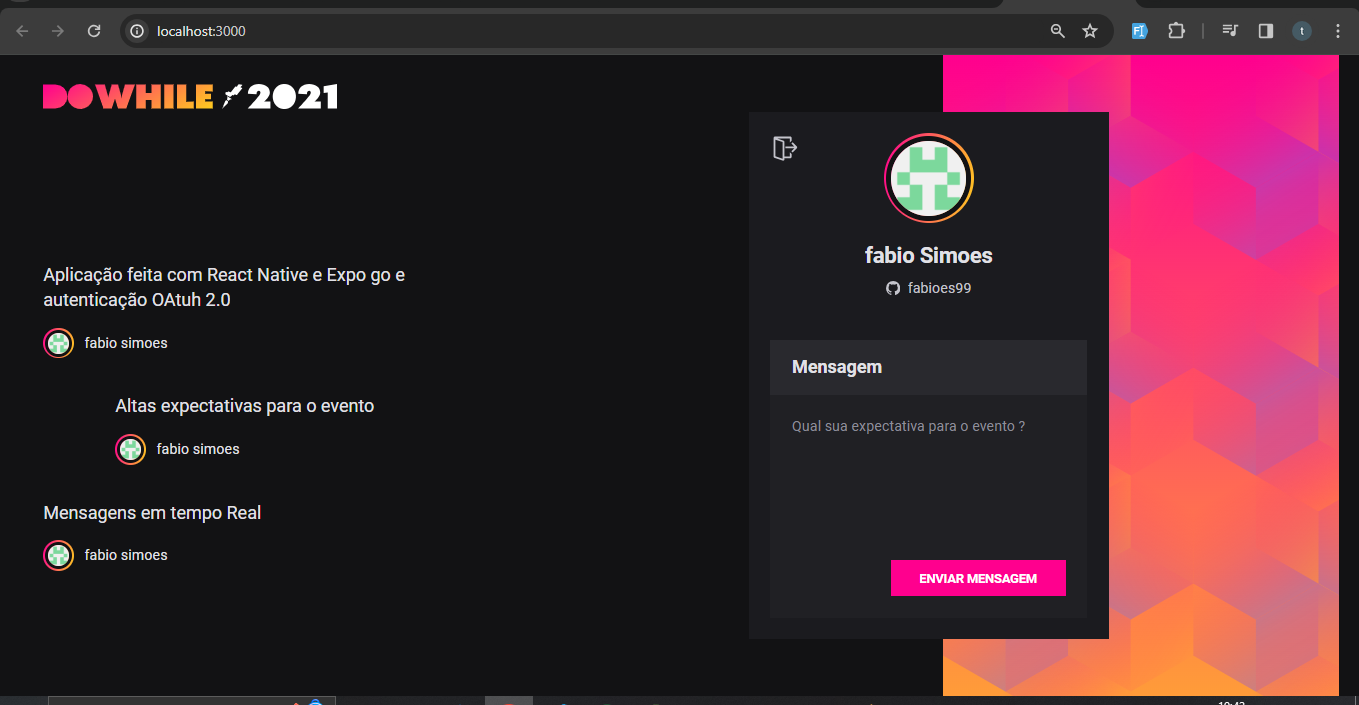 localhost:3000
t
DOWHILE 2021
Aplicação feita com React Native e Expo go e
autenticação OAtuh 2.0
fabio simoes
Altas expectativas para o evento
fabio simoes
Mensagens em tempo Real
fabio simoes
fabio Simoes
fabioes99
Mensagem
Qual sua expectativa para o evento ?
ENVIAR MENSAGEM